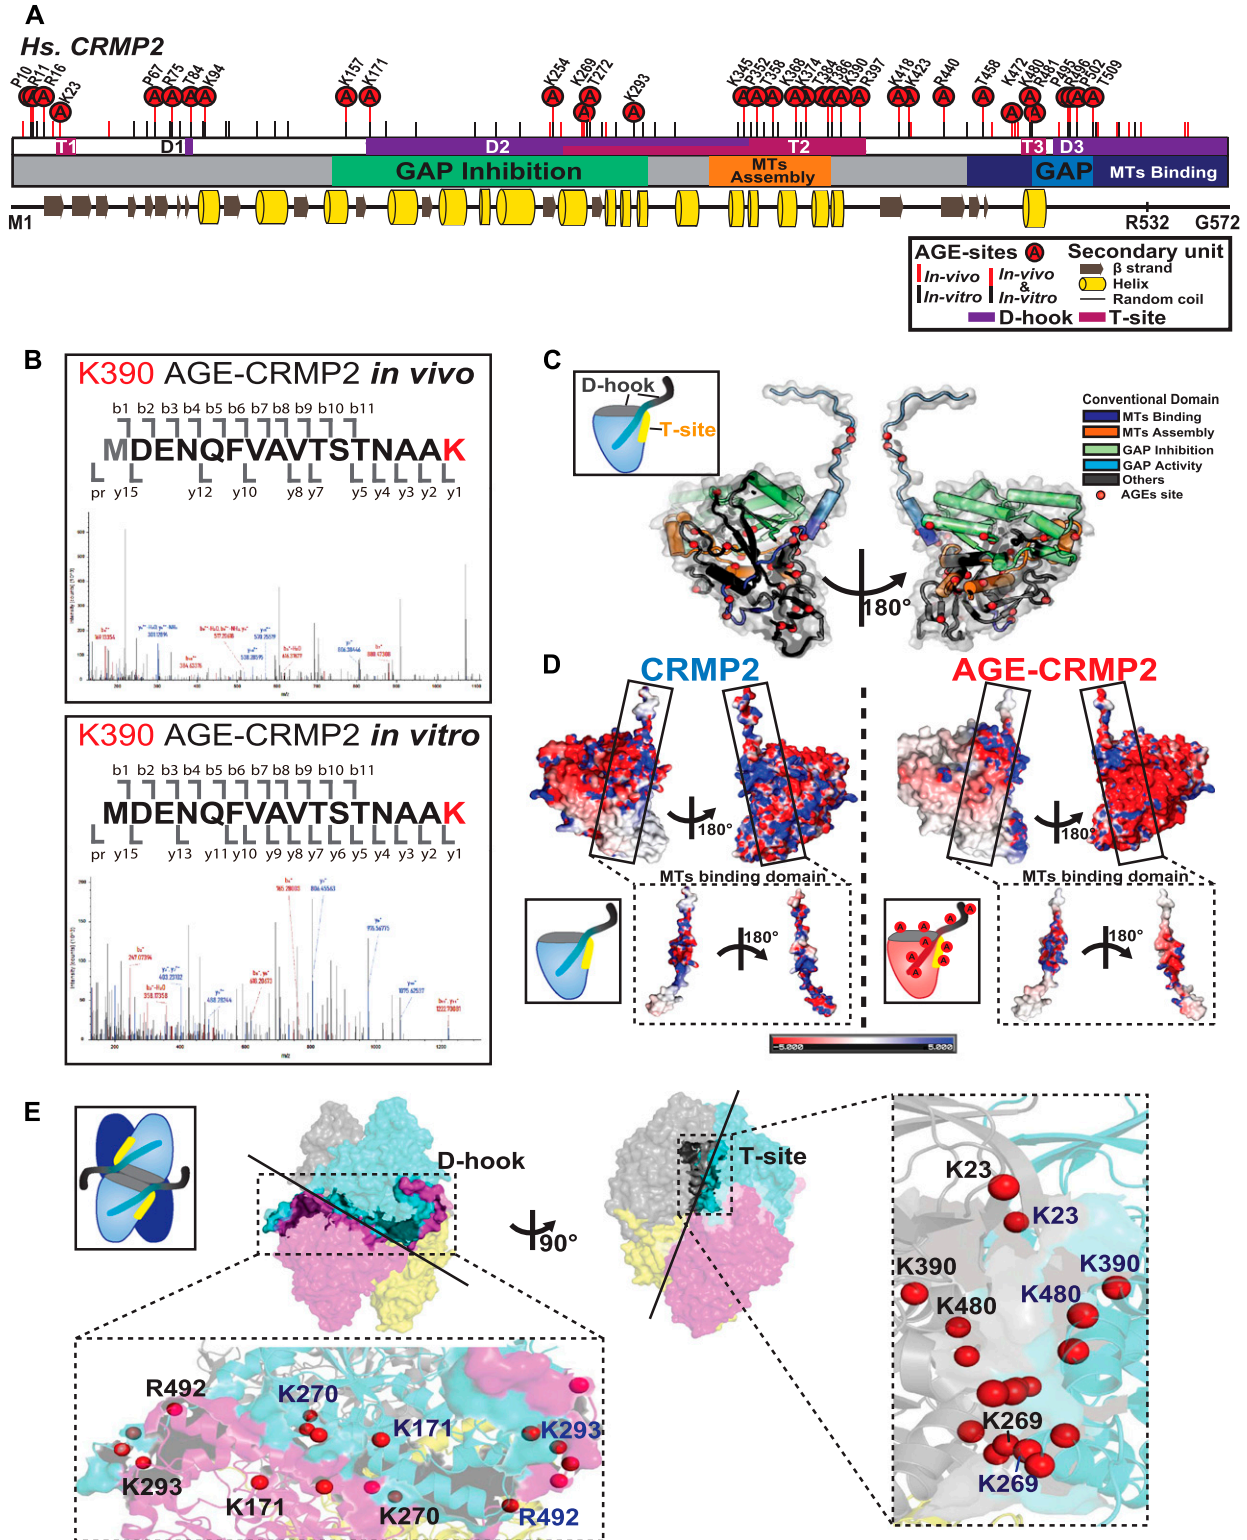 A
Hs. CRMP2
P10
R11
R16
K23
P67
R75
T84
K94
K157
K171
K254
K269
T272
K293
K345
P352
T358
K368
K374
T384
T386
K390
R397
K418
K423
R440
T458
K472
K480
R481
P495
R486
P502
T509
T1
D1
D2
T2
T3
D3
GAP Inhibition
MTs Assembly
GAP
MTs Binding
M1
R532
G572
AGE-sites A
In-vivo
In-vitro
In-vivo
&
In-vitro
Secondary unit
β strand
Helix
Random coil
D-hook
T-site
B
K390 AGE-CRMP2 in vivo
b1 b2 b3 b4 b5 b6 b7 b8 b9 b10 b11
MDENQFVAVTSTNAAK
pr y15 y12 y10 y8 y7 y5 y4 y3 y2 y1
K390 AGE-CRMP2 in vitro
b1 b2 b3 b4 b5 b6 b7 b8 b9 b10 b11
MDENQFVAVTSTNAAK
pr y15 y13 y11 y10 y9 y8 y7 y6 y5 y4 y3 y2 y1
200 400 600 800 1000 1200
m/z
C
D-hook
T-site
180°
Conventional Domain
MTs Binding
MTs Assembly
GAP Inhibition
GAP Activity
Others
AGEs site
D
CRMP2
AGE-CRMP2
180°
180°
MTs binding domain
MTs binding domain
180°
180°
-5.000
5.000
E
D-hook
90°
T-site
R492
K270
K171
K293
K293
K171
K270
R492
K23
K23
K390
K390
K480
K480
K269
K269